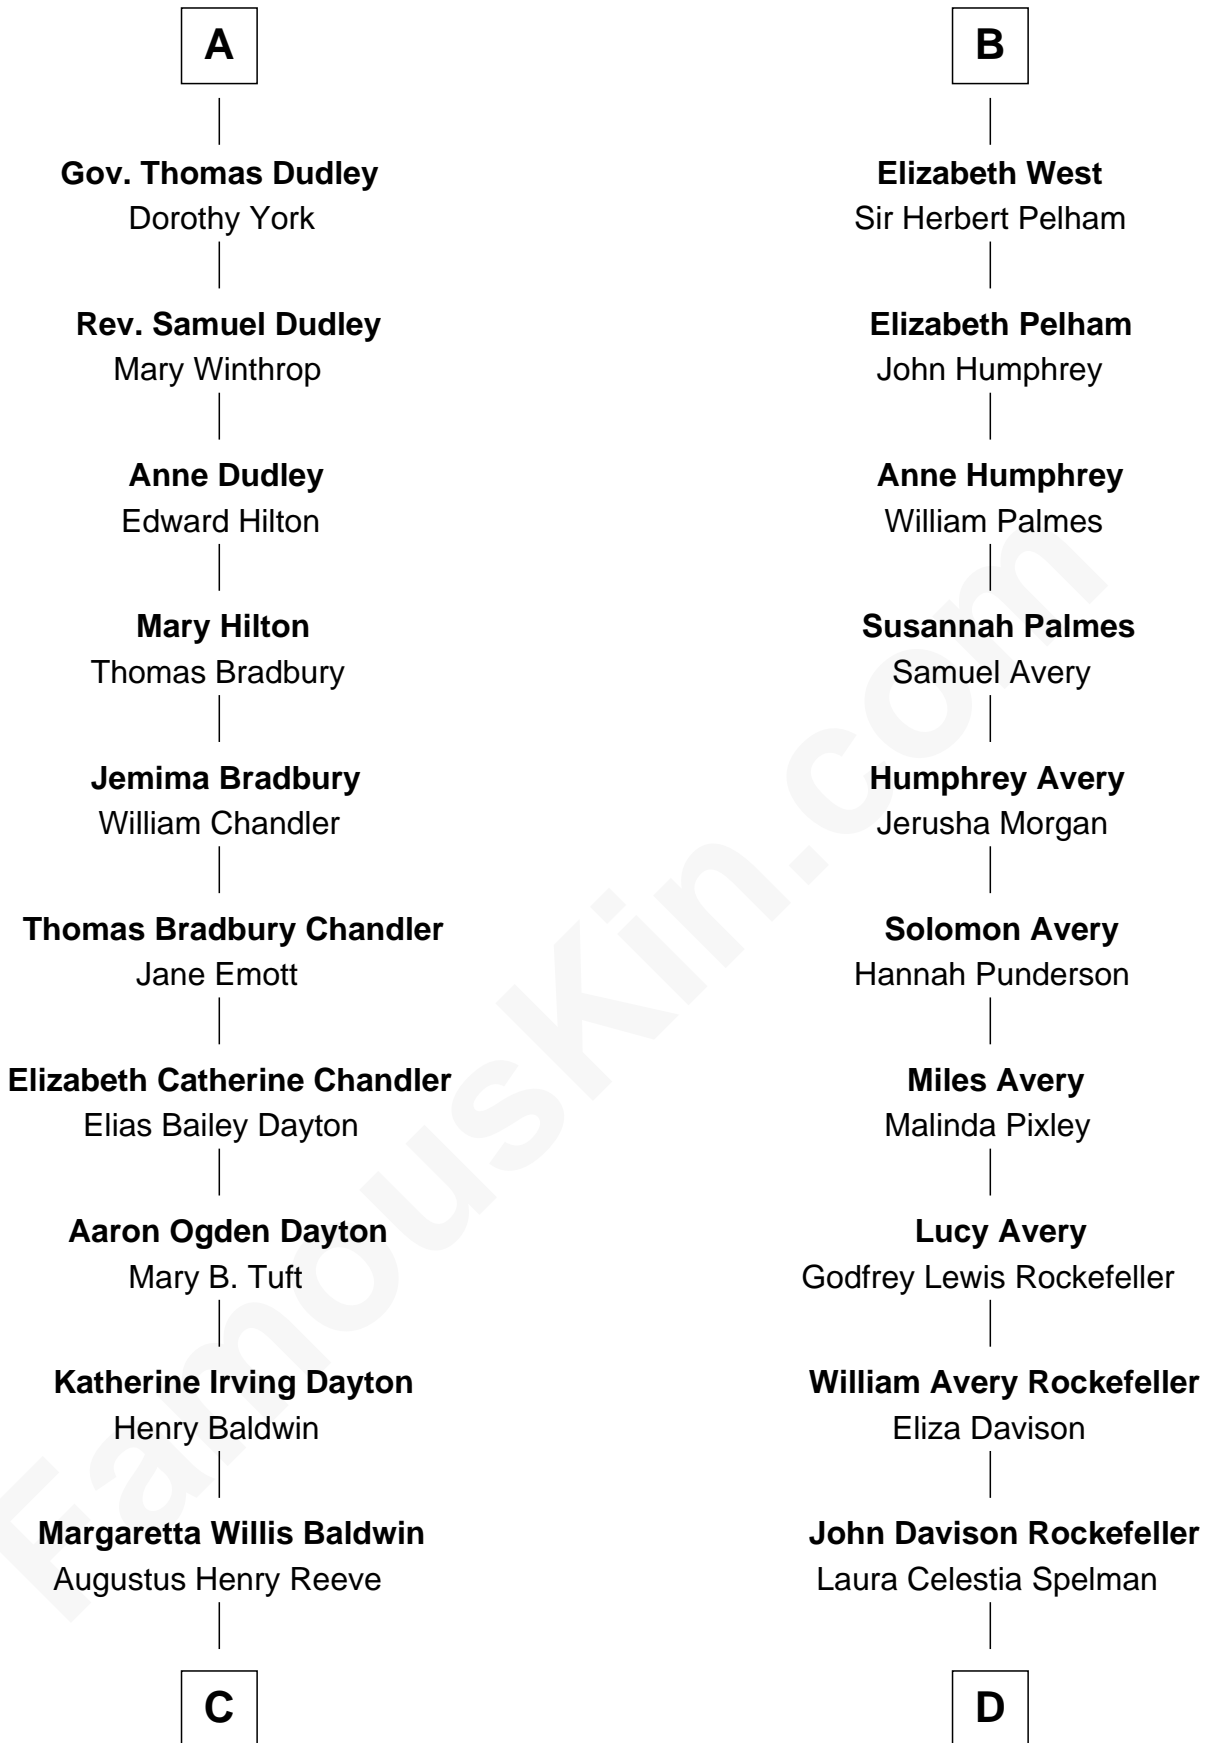 A
Gov. Thomas Dudley
Dorothy York
Rev. Samuel Dudley
Mary Winthrop
Anne Dudley
Edward Hilton
Mary Hilton
Thomas Bradbury
Jemima Bradbury
William Chandler
Thomas Bradbury Chandler
Jane Emott
Elizabeth Catherine Chandler
Elias Bailey Dayton
Aaron Ogden Dayton
Mary B. Tuft
Katherine Irving Dayton
Henry Baldwin
Margaretta Willis Baldwin
Augustus Henry Reeve
C
B
Elizabeth West
Sir Herbert Pelham
Elizabeth Pelham
John Humphrey
Anne Humphrey
William Palmes
Susannah Palmes
Samuel Avery
Humphrey Avery
Jerusha Morgan
Solomon Avery
Hannah Punderson
Miles Avery
Malinda Pixley
Lucy Avery
Godfrey Lewis Rockefeller
William Avery Rockefeller
Eliza Davison
John Davison Rockefeller
Laura Celestia Spelman
D
FamousKin.com